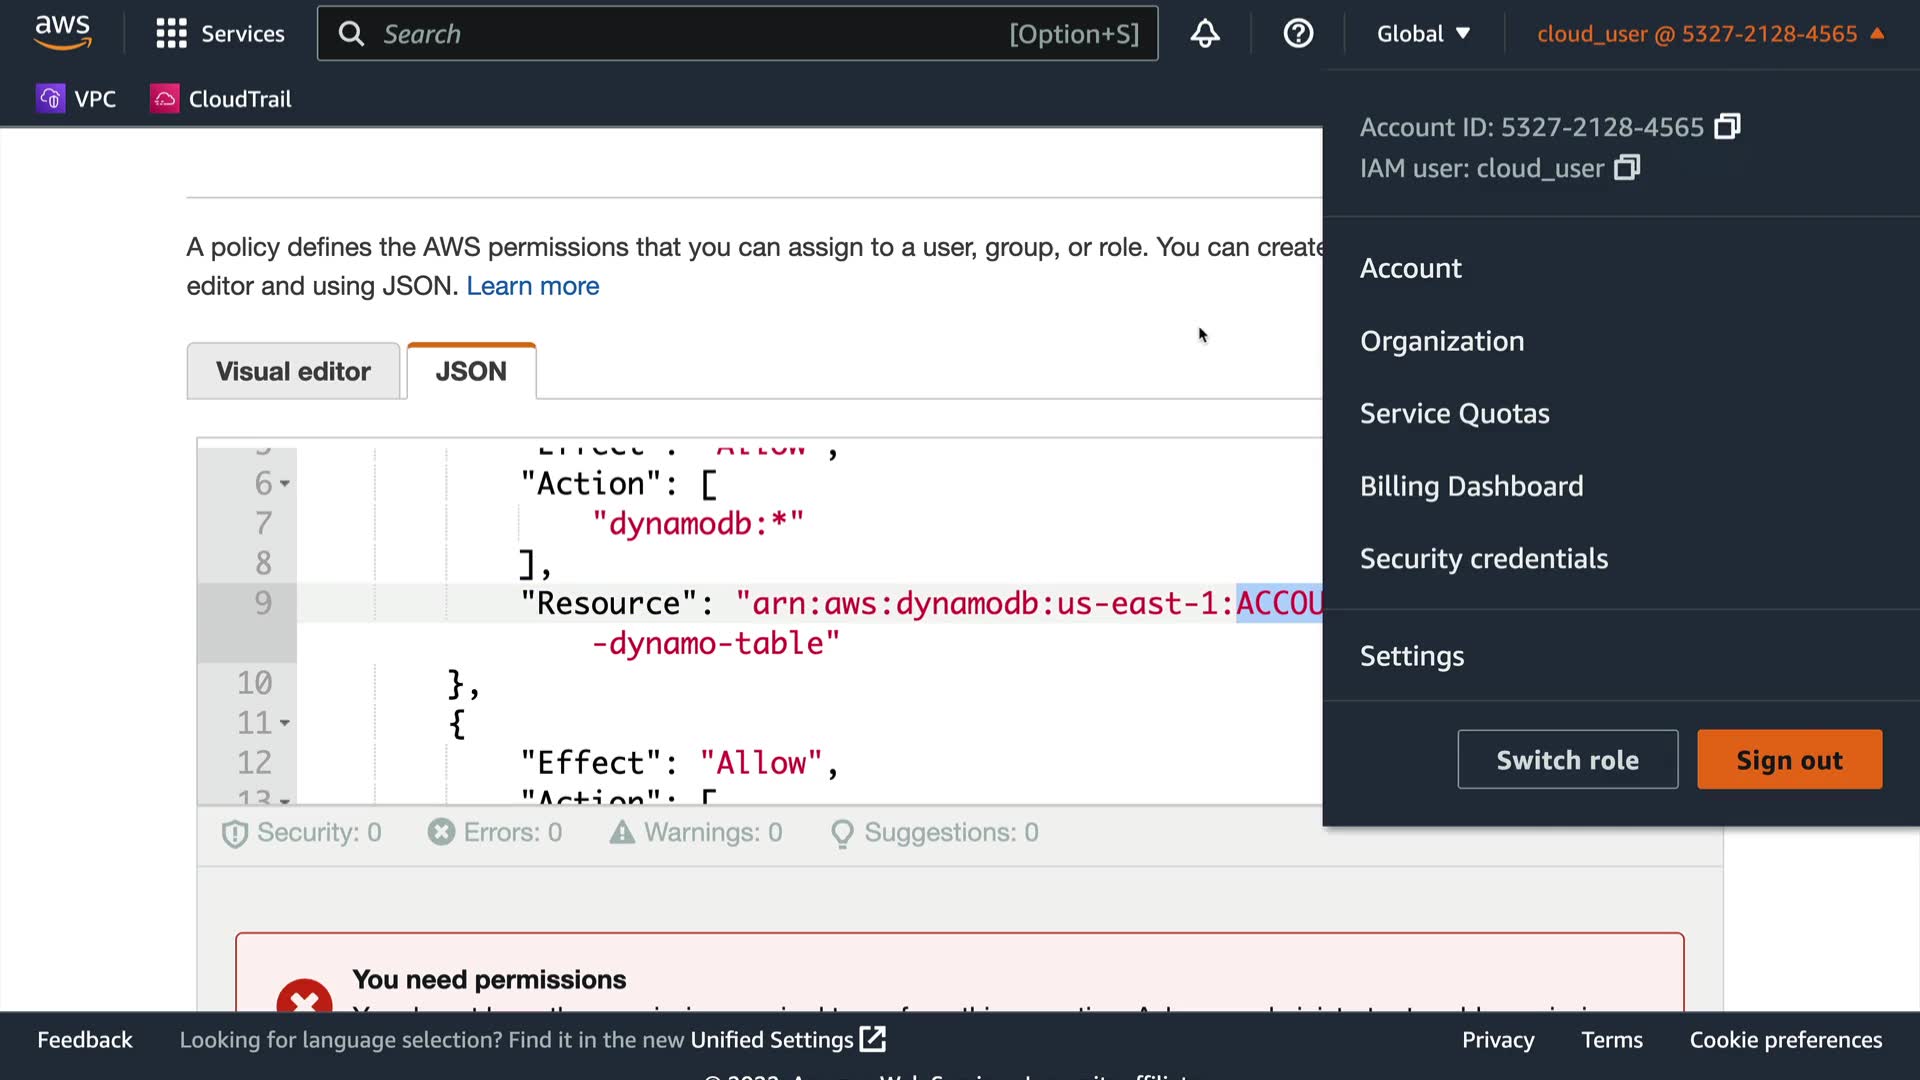 aws
Services
Search
[Option+S]
Global
cloud_user @ 5327-2128-4565
VPC
CloudTrail
Account ID: 5327-2128-4565
IAM user: cloud_user
Account
Organization
Service Quotas
Billing Dashboard
Security credentials
Settings
Switch role
Sign out
A policy defines the AWS permissions that you can assign to a user, group, or role. You can create
editor and using JSON. Learn more
Visual editor
JSON
5 "Effect": "Allow",
6 "Action": [
7 "dynamodb:*"
8 ],
9 "Resource": "arn:aws:dynamodb:us-east-1:ACCOU
-dynamo-table"
10 },
11 {
12 "Effect": "Allow",
13 "Action": [
Security: 0
Errors: 0
Warnings: 0
Suggestions: 0
You need permissions
Feedback
Looking for language selection? Find it in the new Unified Settings
Privacy
Terms
Cookie preferences